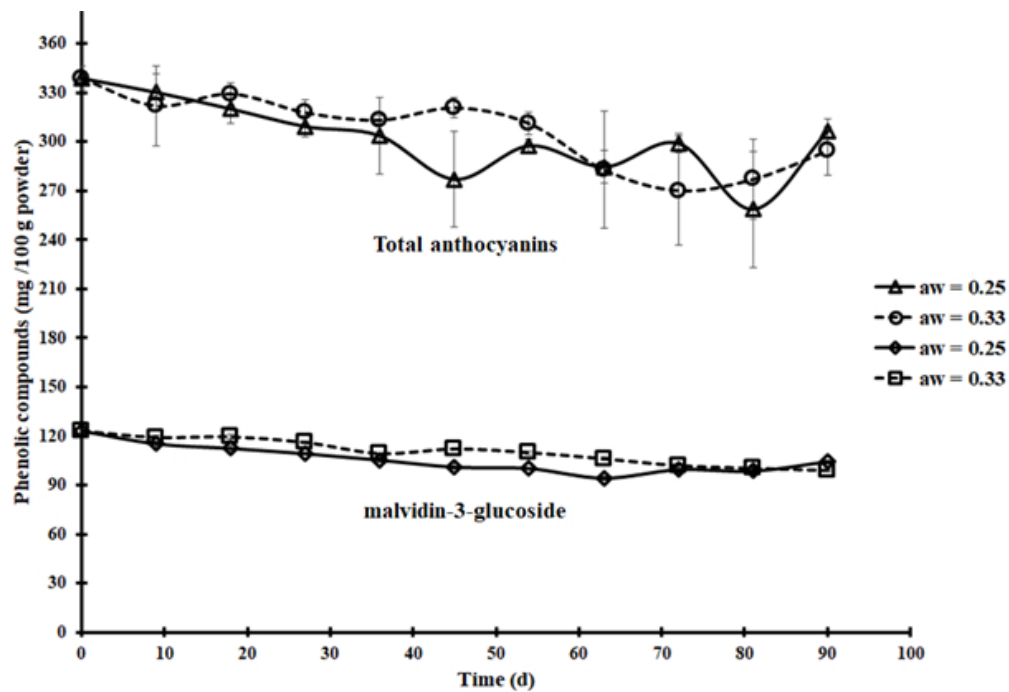 360
330
300
270
240
210
180
150
120
90
60
30
0
Phenolic compounds (mg /100 g powder)
Total anthocyanins
malvidin-3-glucoside
aw = 0.25
aw = 0.33
aw = 0.25
aw = 0.33
0 10 20 30 40 50 60 70 80 90 100
Time (d)